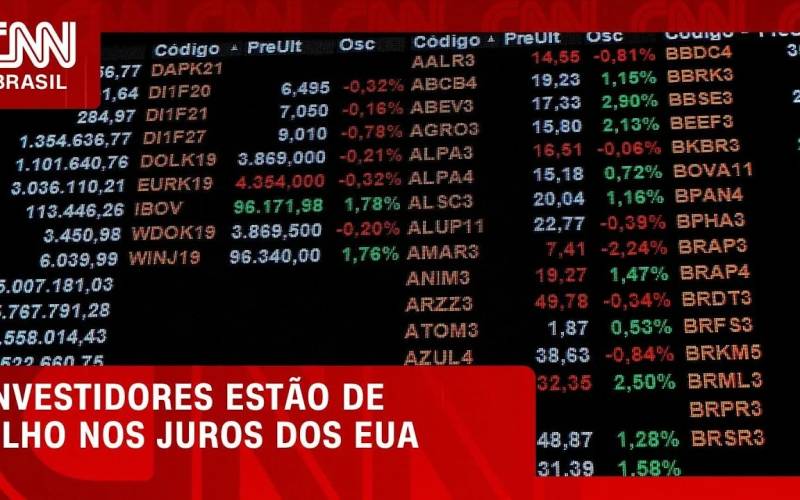 CNN
BRASIL
Código PreUlt Osc Código PreUlt Osc Código
56,77 DAPK21 AALR3 14,55 -0,81% BBDC4
1,64 DI1F20 6,495 -0,32% ABCB4 19,23 1,15% BBRK3
284,97 DI1F21 7,050 -0,16% ABEV3 17,33 2,90% BBSE3
1.354.636,77 DI1F27 9,010 -0,78% AGRO3 15,80 2,13% BEEF3
1.101.640,76 DOLK19 3.869,000 -0,21% ALPA3 16,51 -0,06% BKBR3
3.036.110,21 EURK19 4.354,000 -0,32% ALPA4 15,18 0,72% BOVA11
113.446,26 IBOV 96.171,98 1,78% ALSC3 20,04 1,16% BPAN4
3.450,98 WDOK19 3.869,500 -0,20% ALUP11 22,77 -0,39% BPHA3
6.039,99 WINJ19 96.340,00 1,76% AMAR3 7,41 -2,24% BRAP3
5.007.181,03 ANIM3 19,27 1,47% BRAP4
.767.791,28 ARZZ3 49,78 -0,34% BRDT3
.558.014,43 ATOM3 1,87 0,53% BRFS3
522.660,75 AZUL4 38,63 -0,84% BRKM5
32,35 2,50% BRML3
BRPR3
48,87 1,28% BRSR3
31,39 1,58%
NVESTIDORES ESTÃO DE
LHO NOS JUROS DOS EUA